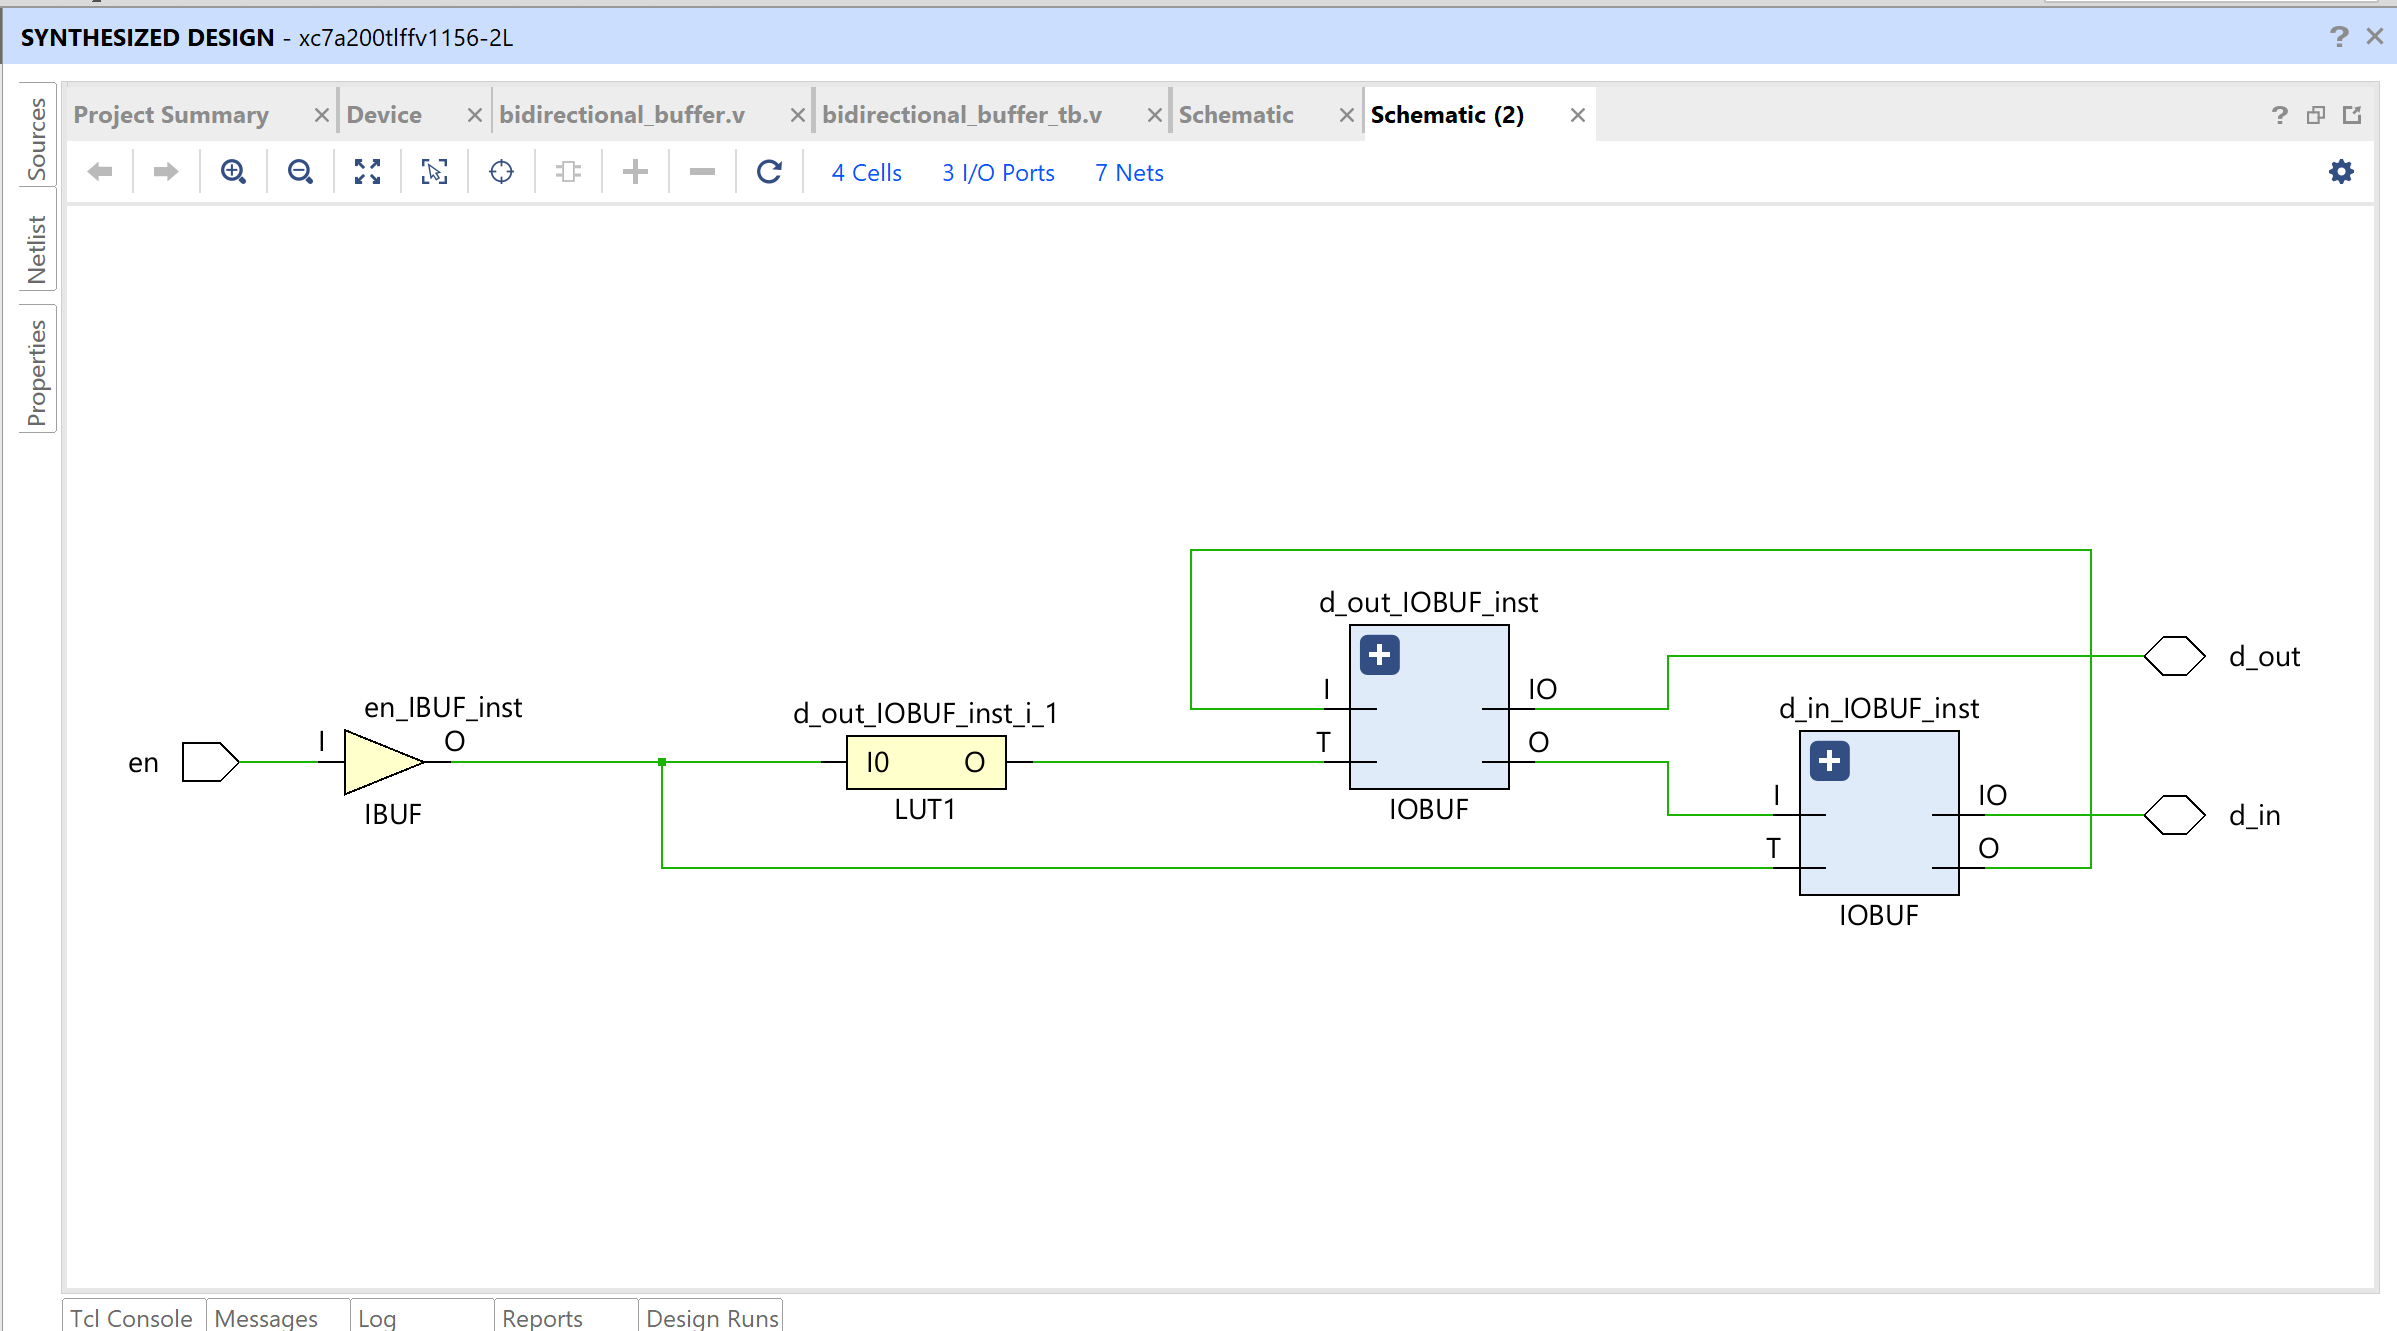 SYNTHESIZED DESIGN - xc7a200tlffv1156-2L
Sources
Netlist
Properties
Project Summary
Device
bidirectional_buffer.v
bidirectional_buffer_tb.v
Schematic
Schematic (2)
4 Cells
3 I/O Ports
7 Nets
d_out_IOBUF_inst
I
IO
T
O
IOBUF
d_out
en_IBUF_inst
en
I
O
IBUF
d_out_IOBUF_inst_i_1
I0
O
LUT1
d_in_IOBUF_inst
I
IO
T
O
IOBUF
d_in
Tcl Console
Messages
Log
Reports
Design Runs